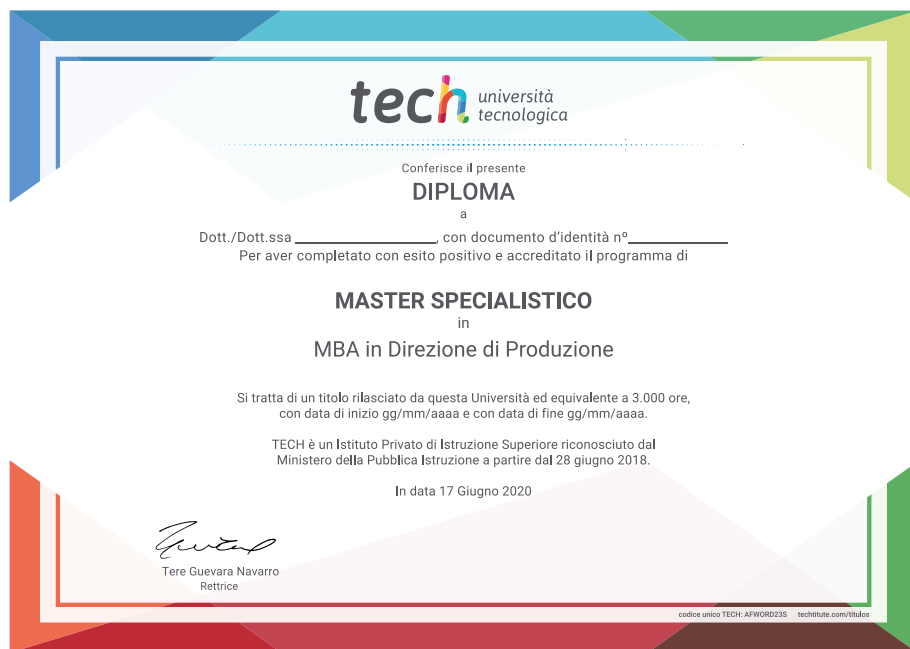 tech università
tecnologica
Conferisce il presente
DIPLOMA
a
Dott./Dott.ssa ________________, con documento d'identità nº____________
Per aver completato con esito positivo e accreditato il programma di
MASTER SPECIALISTICO
in
MBA in Direzione di Produzione
Si tratta di un titolo rilasciato da questa Università ed equivalente a 3.000 ore,
con data di inizio gg/mm/aaaa e con data di fine gg/mm/aaaa.
TECH è un Istituto Privato di Istruzione Superiore riconosciuto dal
Ministero della Pubblica Istruzione a partire dal 28 giugno 2018.
In data 17 Giugno 2020
Tere Guevara Navarro
Rettrice
codice unico TECH: AFWORD23S techtitute.com/titulos